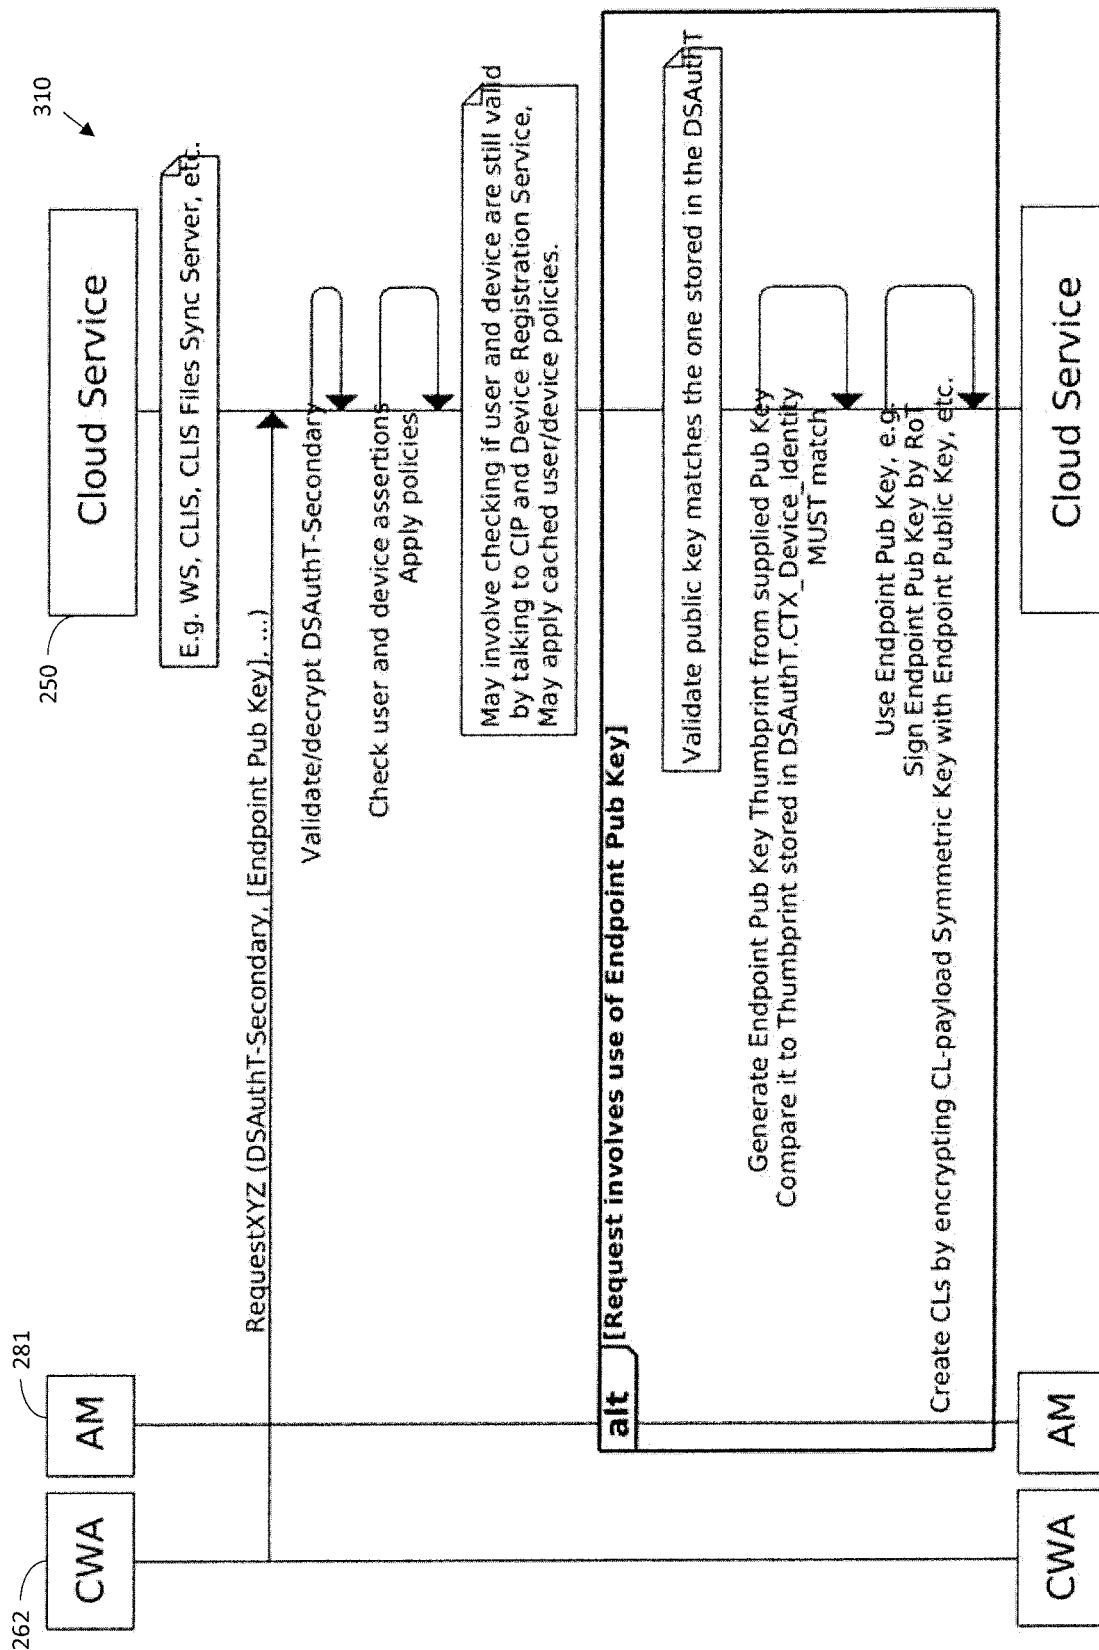 310
262
CWA
281
AM
250
Cloud Service
E.g. WS, CLIS, CLIS Files Sync Server, etc.
RequestXYZ (DSAuthT-Secondary, [Endpoint Pub Key], ...)
Validate/decrypt DSAuthT-Secondary
Check user and device assertions
Apply policies
May involve checking if user and device are still valid
by talking to CIP and Device Registration Service,
May apply cached user/device policies.
alt
[Request involves use of Endpoint Pub Key]
Validate public key matches the one stored in the DSAuthT
Generate Endpoint Pub Key Thumbprint from supplied Pub Key
Compare it to Thumbprint stored in DSAuthT.CTX_Device_Identity
MUST match
Use Endpoint Pub Key, e.g.
Sign Endpoint Pub Key by RoT
Create CLs by encrypting CL-payload Symmetric Key with Endpoint Public Key, etc.
CWA
AM
Cloud Service